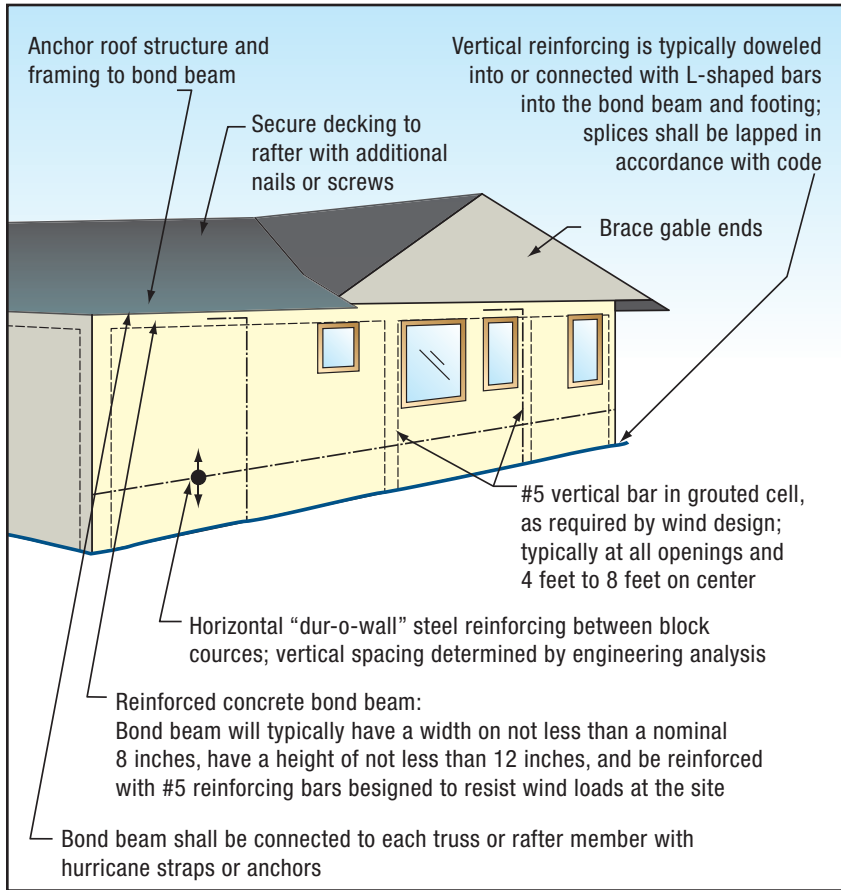 Anchor roof structure and
framing to bond beam
Vertical reinforcing is typically doweled
into or connected with L-shaped bars
into the bond beam and footing;
splices shall be lapped in
accordance with code
Secure decking to
rafter with additional
nails or screws
Brace gable ends
#5 vertical bar in grouted cell,
as required by wind design;
typically at all openings and
4 feet to 8 feet on center
Horizontal “dur-o-wall” steel reinforcing between block
cources; vertical spacing determined by engineering analysis
Reinforced concrete bond beam:
Bond beam will typically have a width on not less than a nominal
8 inches, have a height of not less than 12 inches, and be reinforced
with #5 reinforcing bars besigned to resist wind loads at the site
Bond beam shall be connected to each truss or rafter member with
hurricane straps or anchors